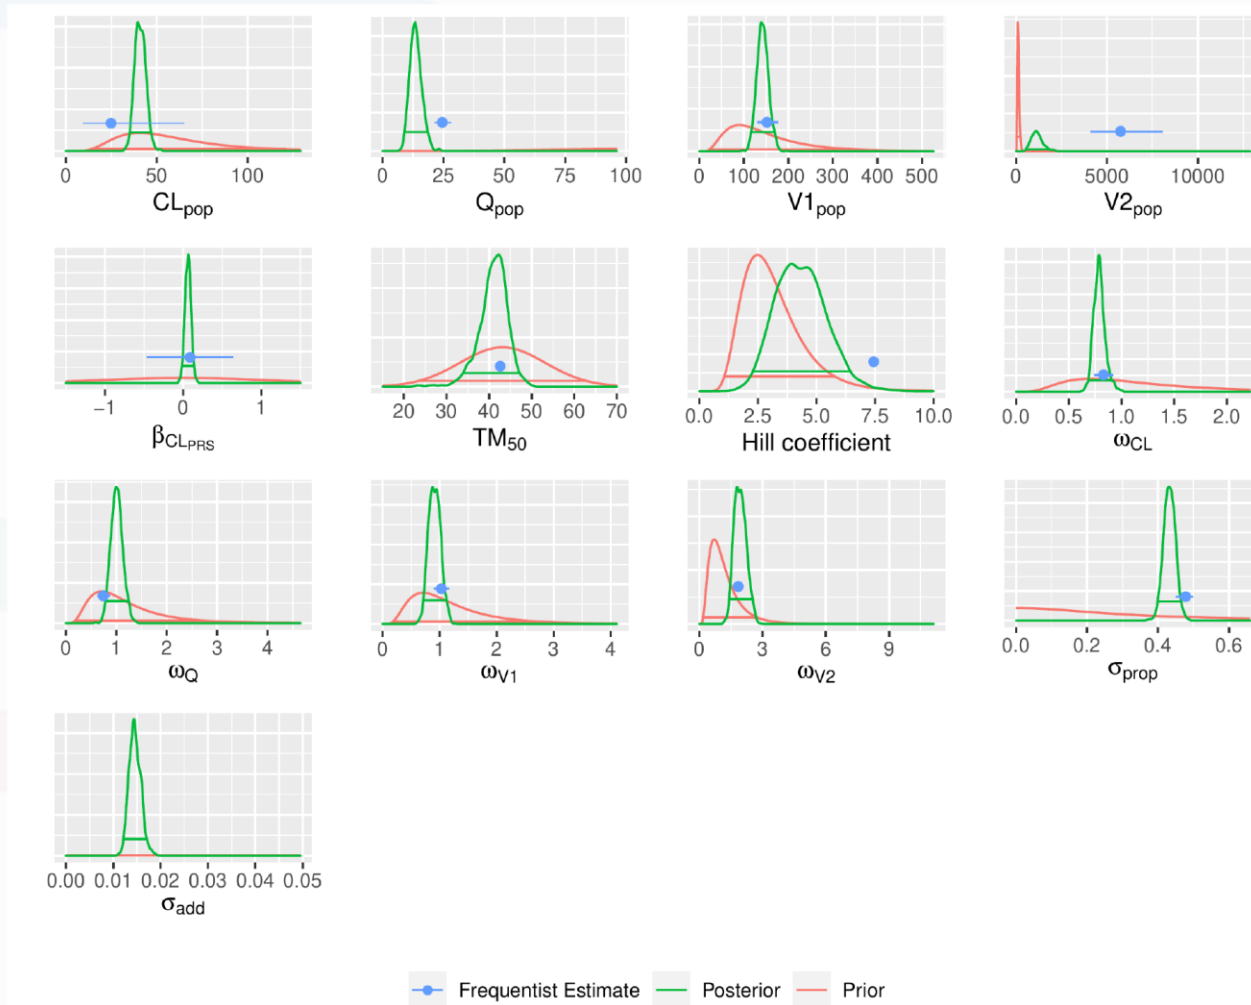 0 50 100
CLpop
0 25 50 75 100
Qpop
0 100 200 300 400 500
V1pop
0 5000 10000
V2pop
−1 0 1
βCLPRS
20 30 40 50 60 70
TM50
0.0 2.5 5.0 7.5 10.0
Hill coefficient
0.0 0.5 1.0 1.5 2.0
ωCL
0 1 2 3 4
ωQ
0 1 2 3 4
ωV1
0 3 6 9
ωV2
0.0 0.2 0.4 0.6
σprop
0.00 0.01 0.02 0.03 0.04 0.05
σadd
Frequentist Estimate Posterior Prior